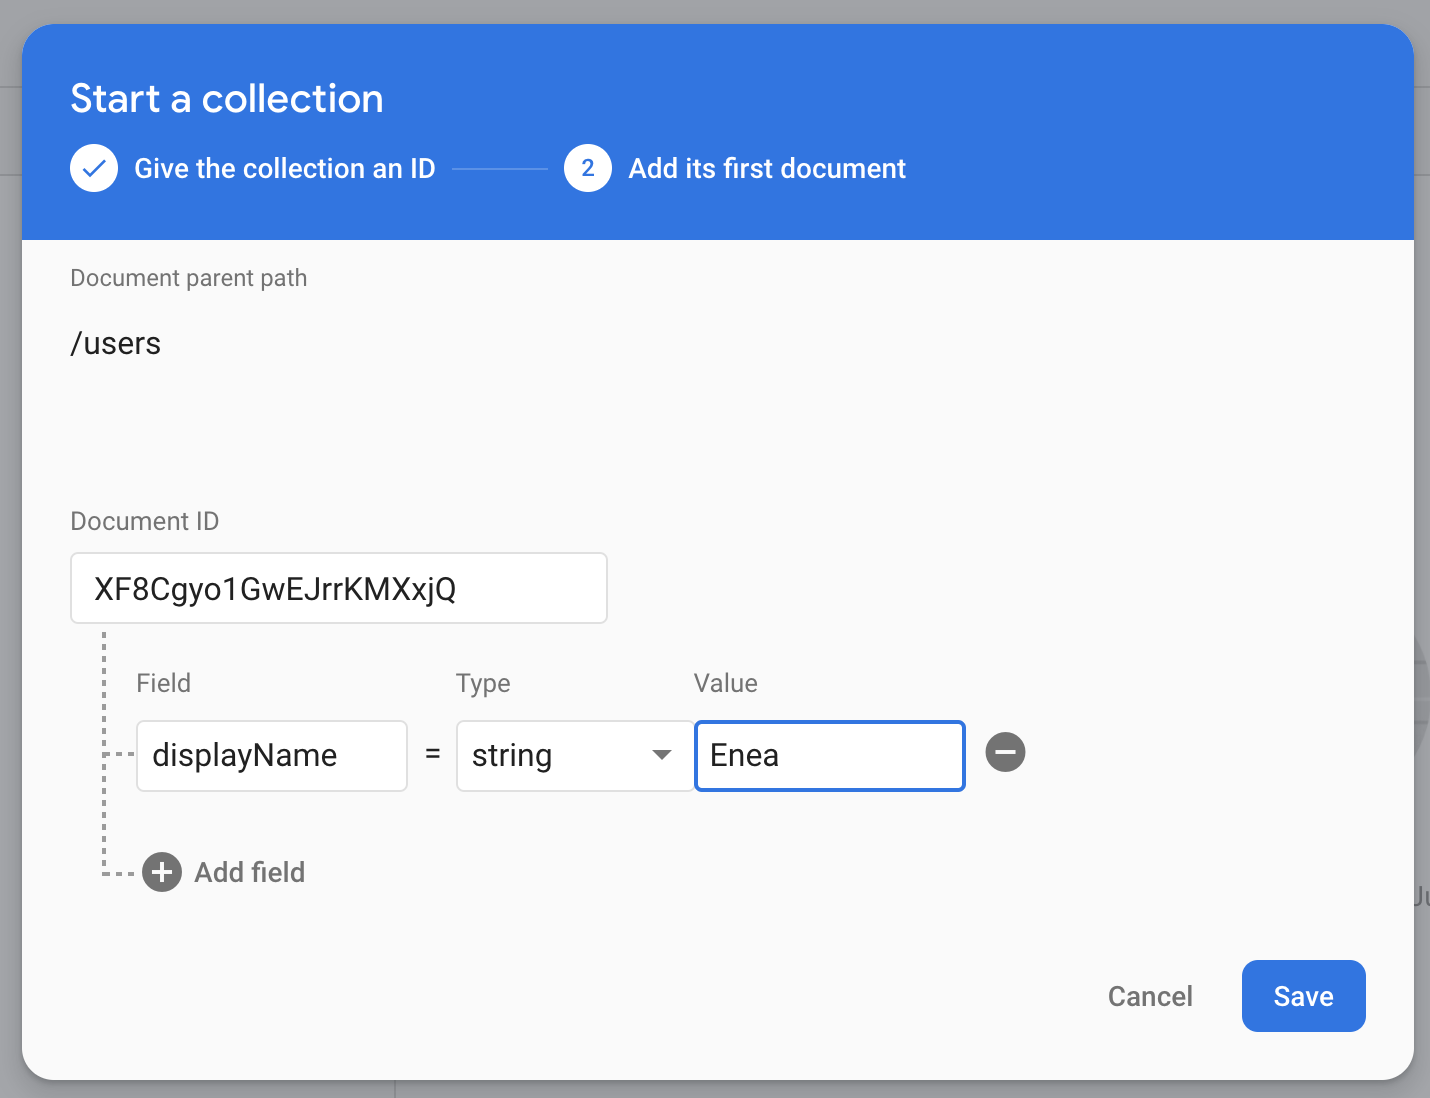 Start a collection
Give the collection an ID
2 Add its first document
Document parent path
/users
Document ID
XF8Cgyo1GwEJrrKMXxjQ
Field Type Value
displayName = string Enea
Add field
Cancel Save